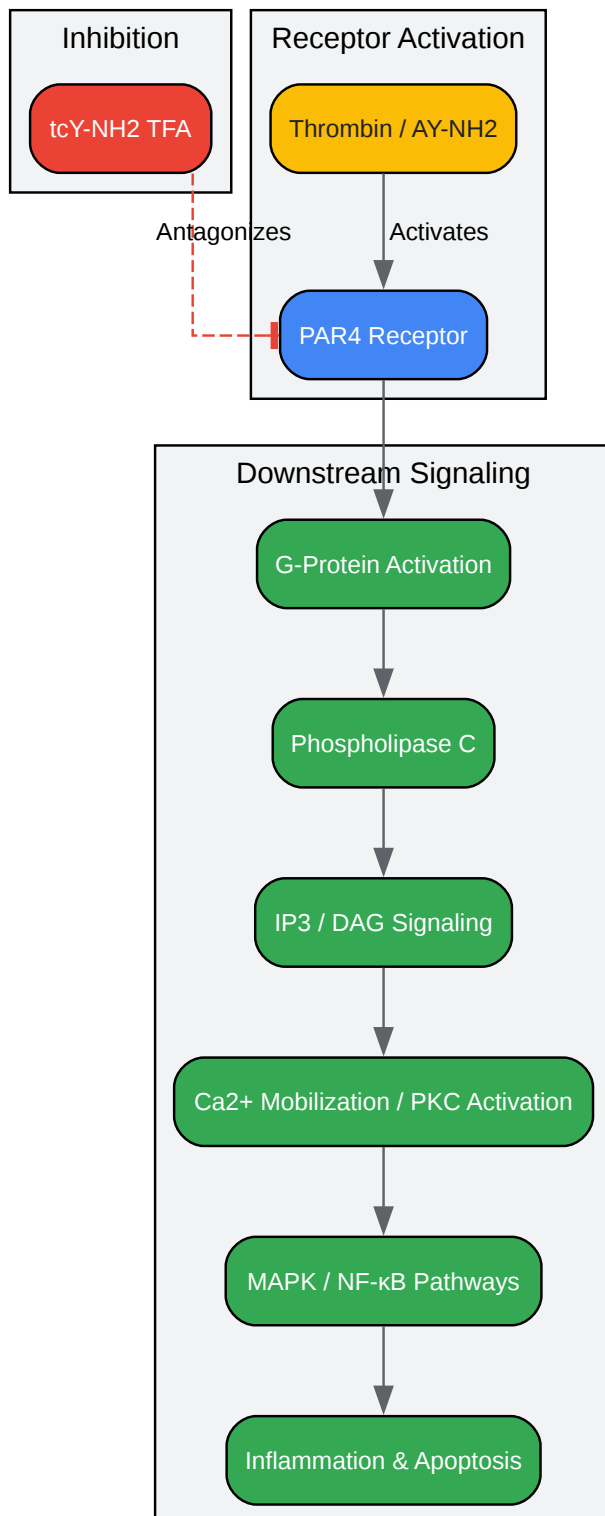 Inhibition
Receptor Activation
tcY-NH2 TFA
Thrombin / AY-NH2
Antagonizes
Activates
PAR4 Receptor
Downstream Signaling
G-Protein Activation
Phospholipase C
IP3 / DAG Signaling
Ca2+ Mobilization / PKC Activation
MAPK / NF-κB Pathways
Inflammation & Apoptosis